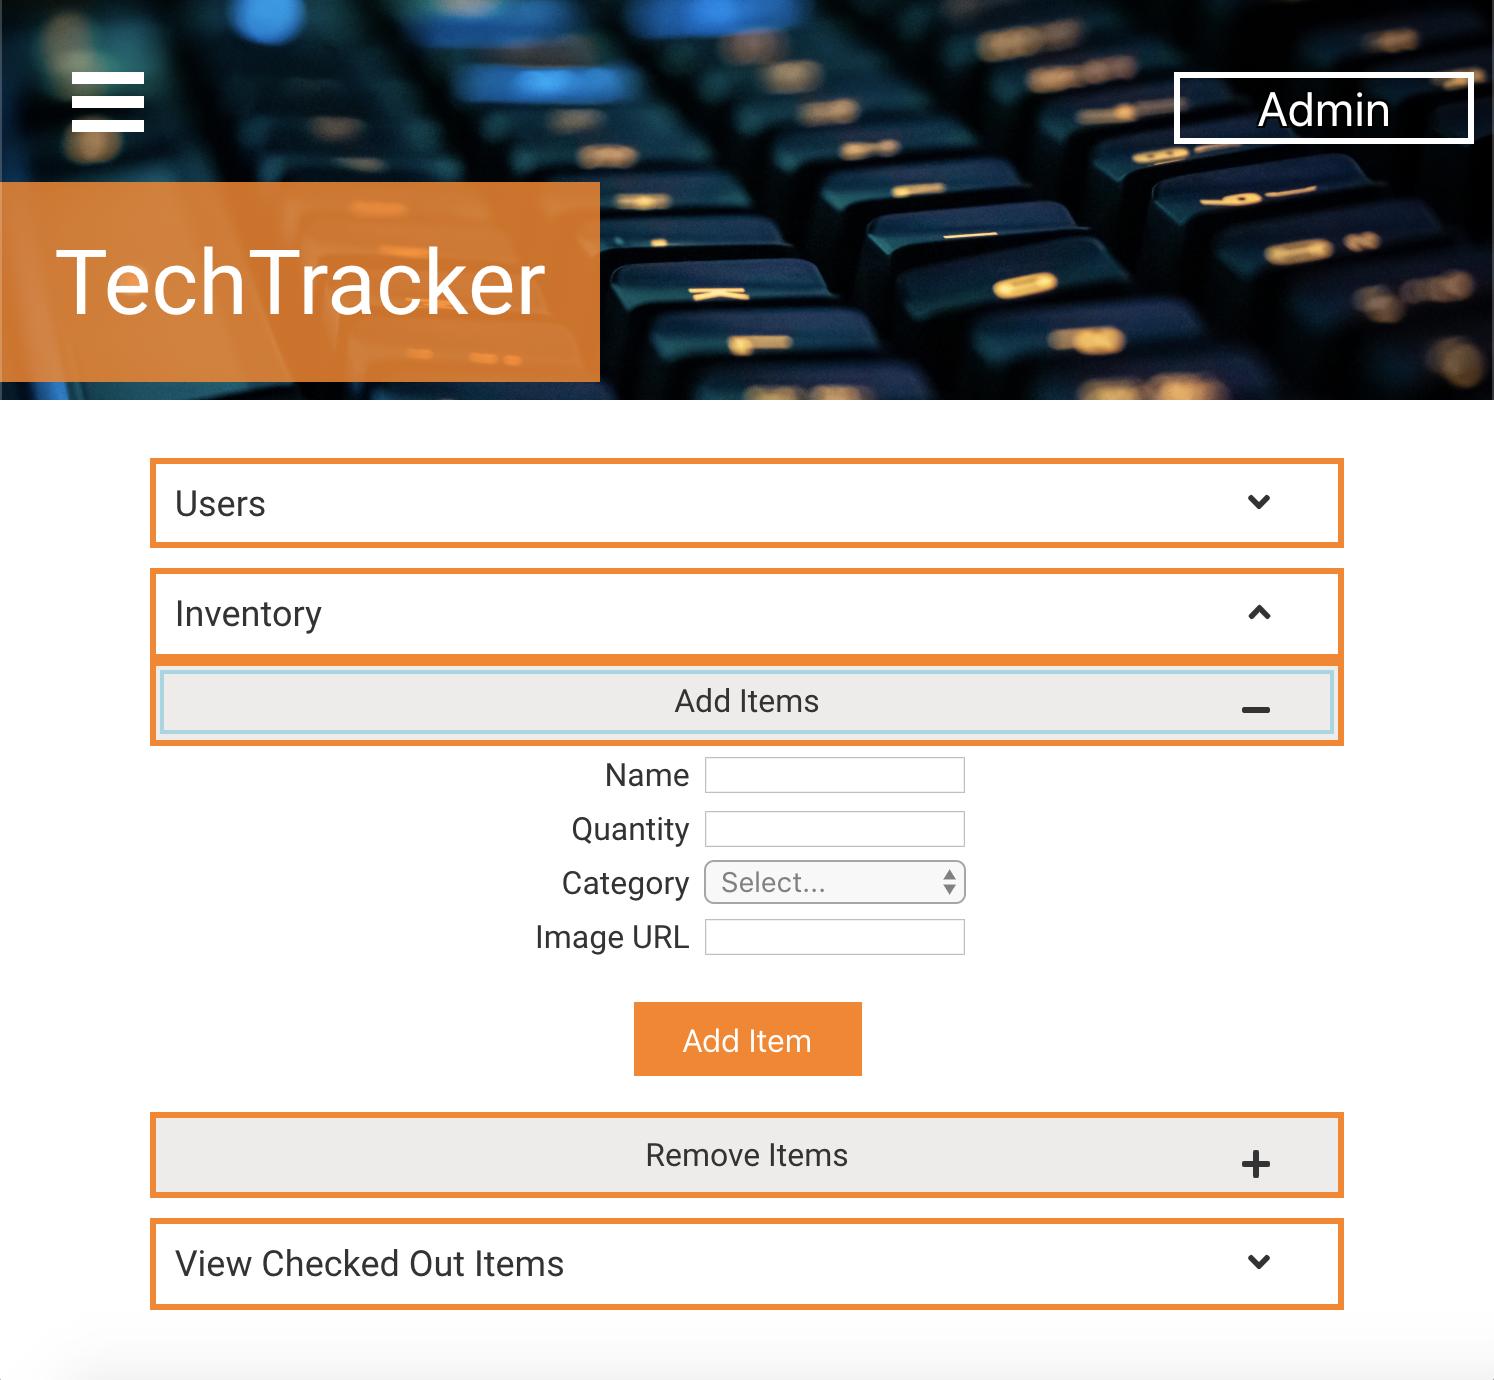 Admin
TechTracker
Users
Inventory
Add Items
Name
Quantity
Category Select...
Image URL
Add Item
Remove Items
View Checked Out Items